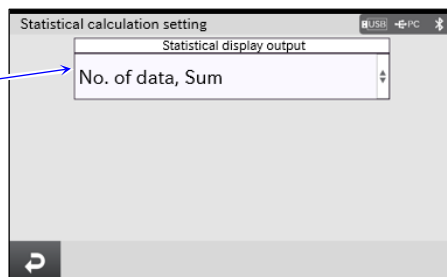 Statistical calculation setting
USB PC
Statistical display output
No. of data, Sum